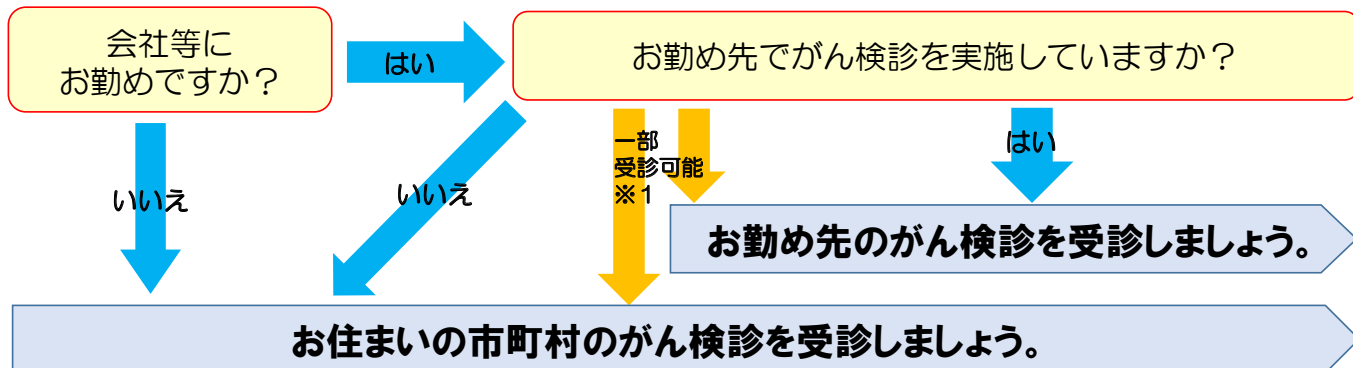 会社等に
お勤めですか？
はい
お勤め先でがん検診を実施していますか？
いいえ
いいえ
一部
受診可能
※１
はい
お勤め先のがん検診を受診しましょう。
お住まいの市町村のがん検診を受診しましょう。